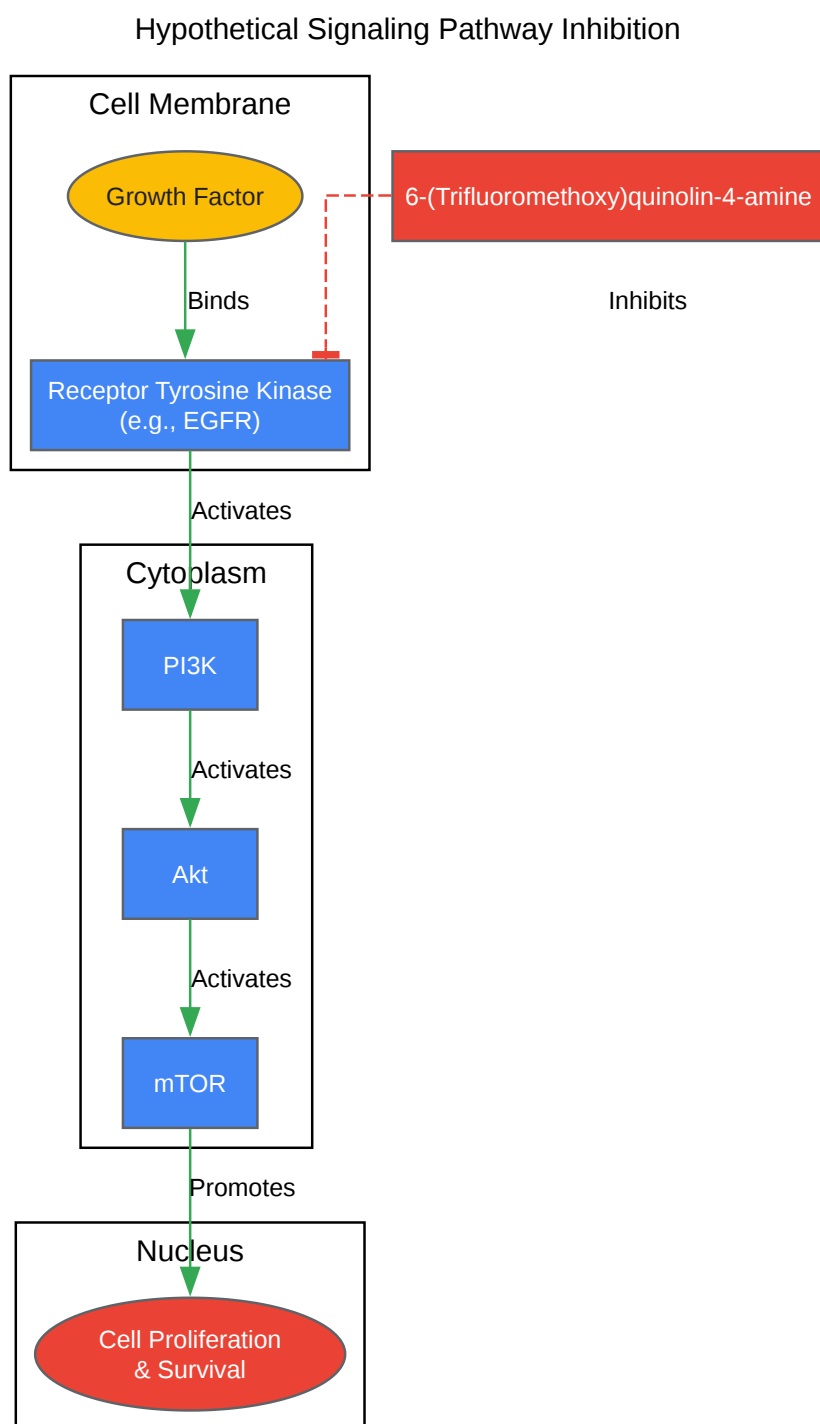 Hypothetical Signaling Pathway Inhibition
Cell Membrane
Growth Factor
6-(Trifluoromethoxy)quinolin-4-amine
Binds
Inhibits
Receptor Tyrosine Kinase
(e.g., EGFR)
Activates
Cytoplasm
PI3K
Activates
Akt
Activates
mTOR
Promotes
Nucleus
Cell Proliferation
& Survival